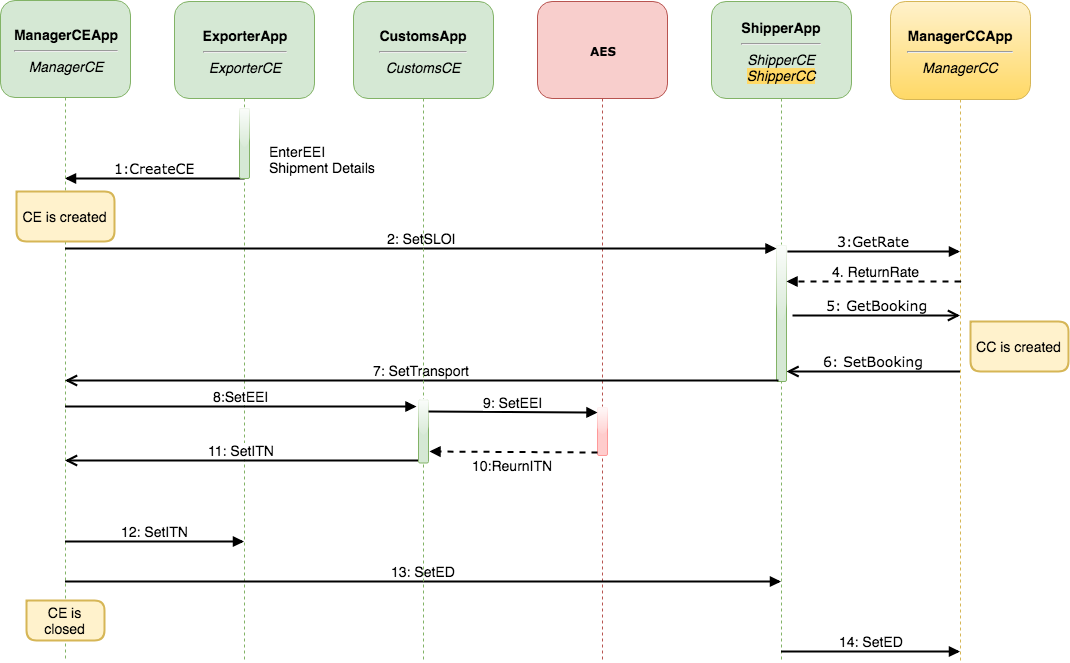 ManagerCEApp
ManagerCE
ExporterApp
ExporterCE
CustomsApp
CustomsCE
AES
ShipperApp
ShipperCE
ShipperCC
ManagerCCApp
ManagerCC
EnterEEI
Shipment Details
1:CreateCE
CE is created
2: SetSLOI
3:GetRate
4. ReturnRate
5: GetBooking
CC is created
6: SetBooking
7: SetTransport
8:SetEEI
9: SetEEI
11: SetITN
10:ReurnITN
12: SetITN
13: SetED
CE is
closed
14: SetED